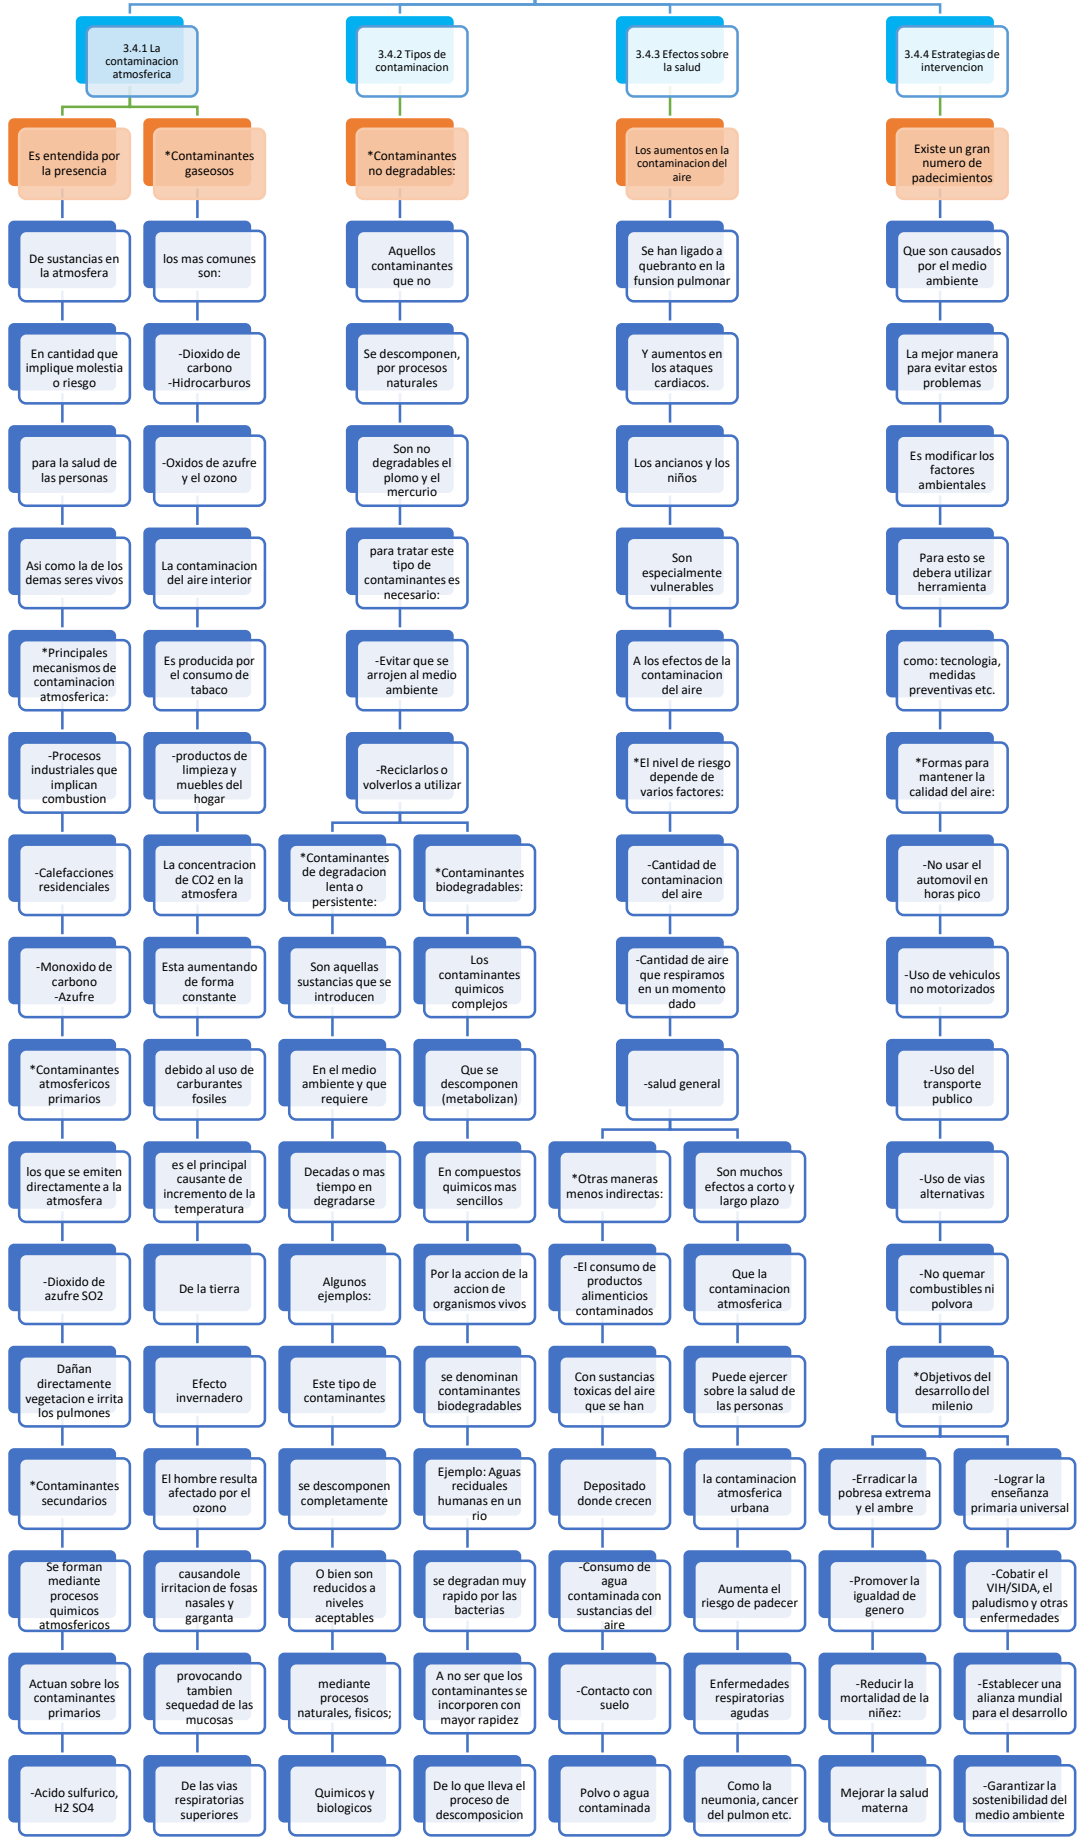 3.4.1 La
contaminacion
atmosferica
3.4.2 Tipos de
contaminacion
3.4.3 Efectos sobre
la salud
3.4.4 Estrategias de
intervencion
Es entendida por
la presencia
De sustancias en
la atmosfera
En cantidad que
implique molestia
o riesgo
para la salud de
las personas
Asi como la de los
demas seres vivos
*Principales
mecanismos de
contaminacion
atmosferica:
-Procesos
industriales que
implican
combustion
-Calefacciones
residenciales
-Monoxido de
carbono
-Azufre
*Contaminantes
atmosfericos
primarios
los que se emiten
directamente a la
atmosfera
-Dioxido de
azufre SO2
Dañan
directamente
vegetacion e irrita
los pulmones
*Contaminantes
secundarios
Se forman
mediante
procesos
quimicos
atmosfericos
Actuan sobre los
contaminantes
primarios
-Acido sulfurico,
H2 SO4
*Contaminantes
gaseosos
los mas comunes
son:
-Dioxido de
carbono
-Hidrocarburos
-Oxidos de azufre
y el ozono
La contaminacion
del aire interior
Es producida por
el consumo de
tabaco
-productos de
limpieza y
muebles del
hogar
La concentracion
de CO2 en la
atmosfera
Esta aumentando
de forma
constante
debido al uso de
carburantes
fosiles
es el principal
causante de
incremento de la
temperatura
De la tierra
Efecto
invernadero
El hombre resulta
afectado por el
ozono
causandole
irritacion de fosas
nasales y
garganta
provocando
tambien
sequedad de las
mucosas
De las vias
respiratorias
superiores
*Contaminantes
no degradables:
Aquellos
contaminantes
que no
Se descomponen,
por procesos
naturales
Son no
degradables el
plomo y el
mercurio
para tratar este
tipo de
contaminantes es
necesario:
-Evitar que se
arrojen al medio
ambiente
-Reciclarlos o
volverlos a utilizar
*Contaminantes
de degradacion
lenta o
persistente:
Son aquellas
sustancias que se
introducen
En el medio
ambiente y que
requiere
Decadas o mas
tiempo en
degradarse
Algunos
ejemplos:
Este tipo de
contaminantes
se descomponen
completamente
O bien son
reducidos a
niveles
aceptables
mediante
procesos
naturales, fisicos;
Quimicos y
biologicos
*Contaminantes
biodegradables:
Los
contaminantes
quimicos
complejos
Que se
descomponen
(metabolizan)
En compuestos
quimicos mas
sencillos
Por la accion de la
accion de
organismos vivos
se denominan
contaminantes
biodegradables
Ejemplo: Aguas
reciduales
humanas en un
rio
se degradan muy
rapido por las
bacterias
A no ser que los
contaminantes se
incorporen con
mayor rapidez
De lo que lleva el
proceso de
descomposicion
Los aumentos en la
contaminacion del
aire
Se han ligado a
quebranto en la
funsion pulmonar
Y aumentos en
los ataques
cardiacos.
Los ancianos y los
niños
Son
especialmente
vulnerables
A los efectos de la
contaminacion
del aire
*El nivel de riesgo
depende de
varios factores:
-Cantidad de
contaminacion
del aire
-Cantidad de aire
que respiramos
en un momento
dado
-salud general
*Otras maneras
menos indirectas:
-El consumo de
productos
alimenticios
contaminados
Con sustancias
toxicas del aire
que se han
Depositado
donde crecen
-Consumo de
agua
contaminada con
sustancias del
aire
-Contacto con
suelo
Polvo o agua
contaminada
Son muchos
efectos a corto y
largo plazo
Que la
contaminacion
atmosferica
Puede ejercer
sobre la salud de
las personas
la contaminacion
atmosferica
urbana
Aumenta el
riesgo de padecer
Enfermedades
respiratorias
agudas
Como la
neumonia, cancer
del pulmon etc.
Existe un gran
numero de
padecimientos
Que son causados
por el medio
ambiente
La mejor manera
para evitar estos
problemas
Es modificar los
factores
ambientales
Para esto se
debera utilizar
herramienta
como: tecnologia,
medidas
preventivas etc.
*Formas para
mantener la
calidad del aire:
-No usar el
automovil en
horas pico
-Uso de vehiculos
no motorizados
-Uso del
transporte
publico
-Uso de vias
alternativas
-No quemar
combustibles ni
polvora
*Objetivos del
desarrollo del
milenio
-Erradicar la
pobresa extrema
y el ambre
-Promover la
igualdad de
genero
-Reducir la
mortalidad de la
niñez:
Mejorar la salud
materna
-Lograr la
enseñanza
primaria universal
-Cobatir el
VIH/SIDA, el
paludismo y otras
enfermedades
-Establecer una
alianza mundial
para el desarrollo
-Garantizar la
sostenibilidad del
medio ambiente